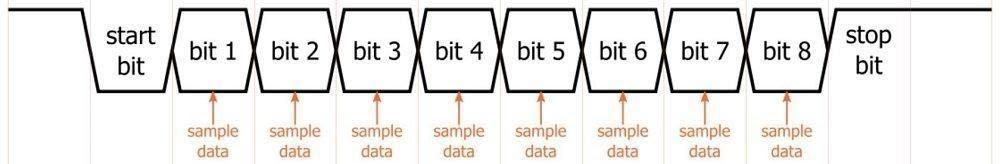 start
bit
bit 1
bit 2
bit 3
bit 4
bit 5
bit 6
bit 7
bit 8
stop
bit
sample
data
sample
data
sample
data
sample
data
sample
data
sample
data
sample
data
sample
data